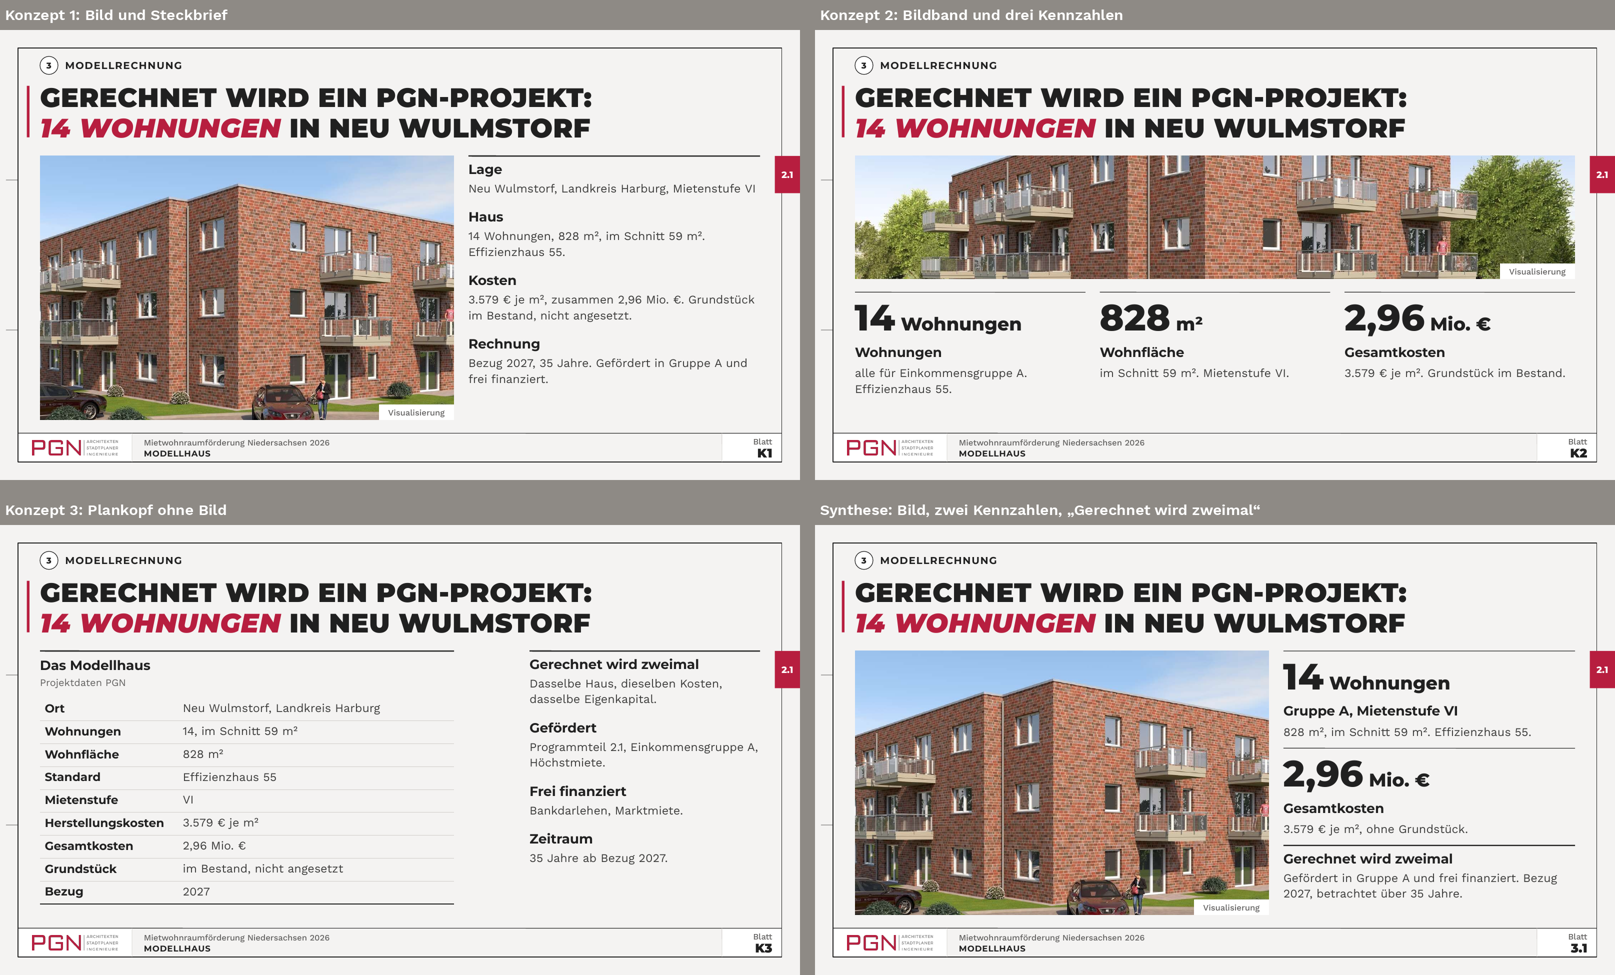 Konzept 1: Bild und Steckbrief
3 MODELLRECHNUNG
GERECHNET WIRD EIN PGN-PROJEKT:
14 WOHNUNGEN IN NEU WULMSTORF
Visualisierung
Lage
Neu Wulmstorf, Landkreis Harburg, Mietenstufe VI
Haus
14 Wohnungen, 828 m², im Schnitt 59 m².
Effizienzhaus 55.
Kosten
3.579 € je m², zusammen 2,96 Mio. €. Grundstück
im Bestand, nicht angesetzt.
Rechnung
Bezug 2027, 35 Jahre. Gefördert in Gruppe A und
frei finanziert.
2.1
PGN ARCHITEKTEN
STADTPLANER
INGENIEURE
Mietwohnraumförderung Niedersachsen 2026
MODELLHAUS
Blatt
K1
Konzept 2: Bildband und drei Kennzahlen
3 MODELLRECHNUNG
GERECHNET WIRD EIN PGN-PROJEKT:
14 WOHNUNGEN IN NEU WULMSTORF
Visualisierung
2.1
14 Wohnungen
Wohnungen
alle für Einkommensgruppe A.
Effizienzhaus 55.
828 m²
Wohnfläche
im Schnitt 59 m². Mietenstufe VI.
2,96 Mio. €
Gesamtkosten
3.579 € je m². Grundstück im Bestand.
PGN ARCHITEKTEN
STADTPLANER
INGENIEURE
Mietwohnraumförderung Niedersachsen 2026
MODELLHAUS
Blatt
K2
Konzept 3: Plankopf ohne Bild
3 MODELLRECHNUNG
GERECHNET WIRD EIN PGN-PROJEKT:
14 WOHNUNGEN IN NEU WULMSTORF
Das Modellhaus
Projektdaten PGN
Ort Neu Wulmstorf, Landkreis Harburg
Wohnungen 14, im Schnitt 59 m²
Wohnfläche 828 m²
Standard Effizienzhaus 55
Mietenstufe VI
Herstellungskosten 3.579 € je m²
Gesamtkosten 2,96 Mio. €
Grundstück im Bestand, nicht angesetzt
Bezug 2027
Gerechnet wird zweimal
Dasselbe Haus, dieselben Kosten,
dasselbe Eigenkapital.
Gefördert
Programmteil 2.1, Einkommensgruppe A,
Höchstmiete.
Frei finanziert
Bankdarlehen, Marktmiete.
Zeitraum
35 Jahre ab Bezug 2027.
2.1
PGN ARCHITEKTEN
STADTPLANER
INGENIEURE
Mietwohnraumförderung Niedersachsen 2026
MODELLHAUS
Blatt
K3
Synthese: Bild, zwei Kennzahlen, „Gerechnet wird zweimal“
3 MODELLRECHNUNG
GERECHNET WIRD EIN PGN-PROJEKT:
14 WOHNUNGEN IN NEU WULMSTORF
Visualisierung
14 Wohnungen
Gruppe A, Mietenstufe VI
828 m², im Schnitt 59 m². Effizienzhaus 55.
2,96 Mio. €
Gesamtkosten
3.579 € je m², ohne Grundstück.
Gerechnet wird zweimal
Gefördert in Gruppe A und frei finanziert. Bezug
2027, betrachtet über 35 Jahre.
2.1
PGN ARCHITEKTEN
STADTPLANER
INGENIEURE
Mietwohnraumförderung Niedersachsen 2026
MODELLHAUS
Blatt
3.1